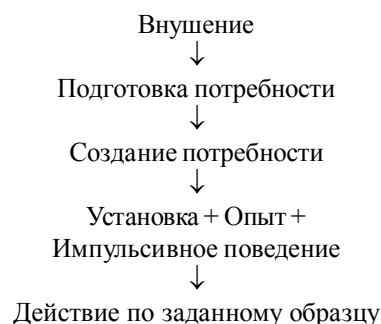 Внушение
↓
Подготовка потребности
↓
Создание потребности
↓
Установка + Опыт +
Импульсивное поведение
↓
Действие по заданному образцу